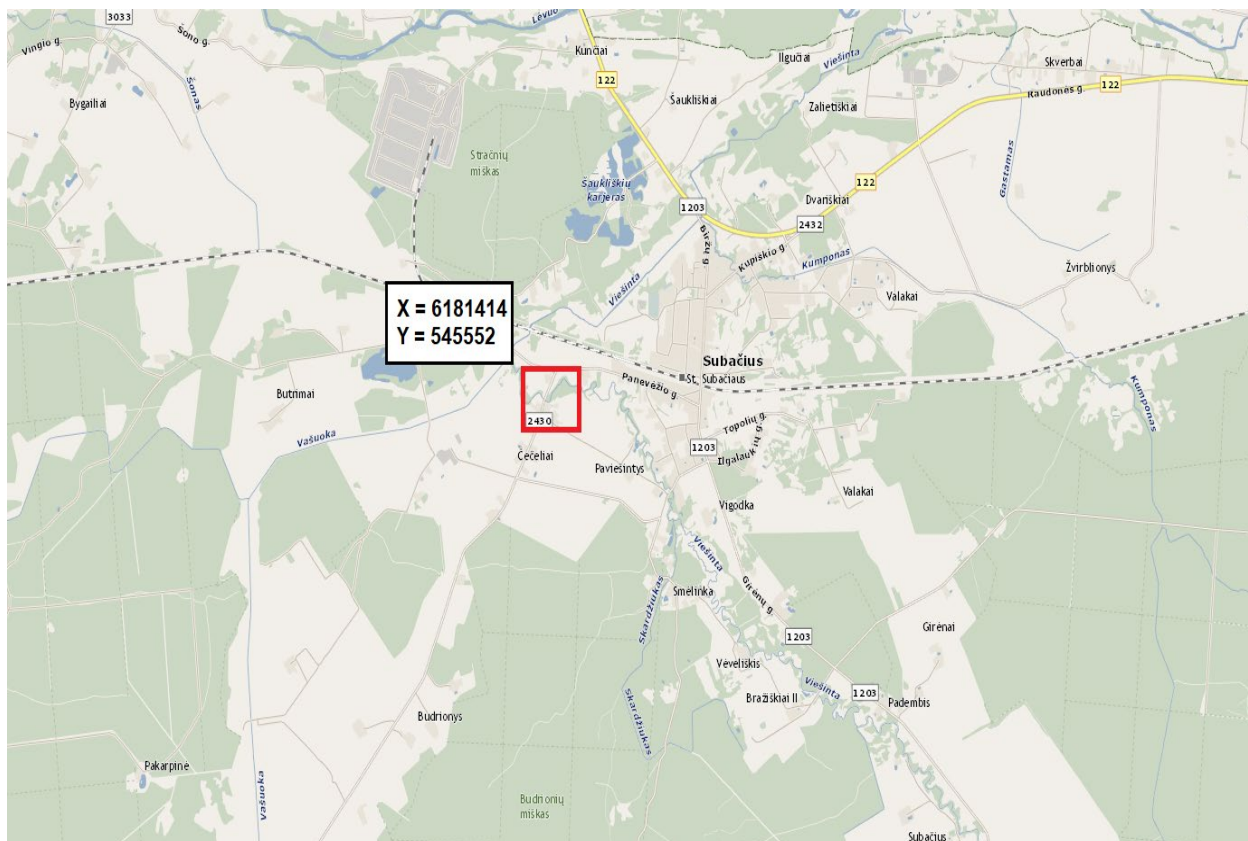 3033
Vingio g.
Šono g.
Lėvuo
Kunčiai
Ilgučiai
Viešinta
Skverbai
122
Bygailiai
Šonas
Šaukliškiai
Raudonės g.
122
Zalietiškiai
Stračnių
miškas
Gastamas
Šaukliškių
karjeras
122
Dvariškiai
1203
2432
Biržų g.
Kupiškio g.
Kumponas
Žvirblionys
Viešinta
Valakai
X = 6181414
Y = 545552
Subačius
St. Subačiaus
Panevėžio g.
Butrimai
Kumponas
2430
Topolių g.
Vašuoka
1203
Ilgalaukių g.
Čečeliai
Paviešintys
Valakai
Vigodka
Viešinta
Smėlinka
Skardžiukas
Girėnų g.
1203
Girėnai
Vėveliškis
Viešinta
Bražiškiai II
1203
Padembis
Skardžiukas
Budrionys
Pakarpinė
Vašuoka
Budrionių
miškas
Subačius